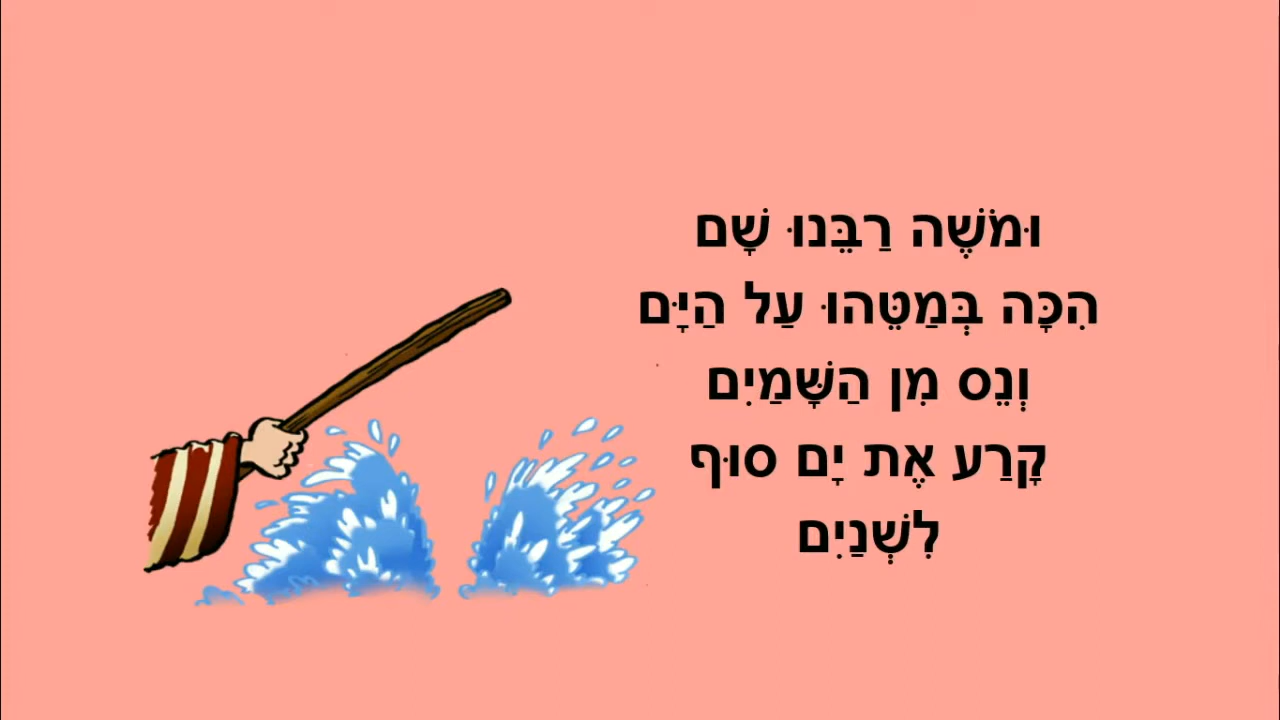 וּמֹשֶׁה רַבֵּנוּ שָׁם
הִכָּה בְּמַטֵּהוּ עַל הַיָּם
וְנֵס מִן הַשָּׁמַיִם
קָרַע אֶת יָם סוּף
לִשְׁנַיִם